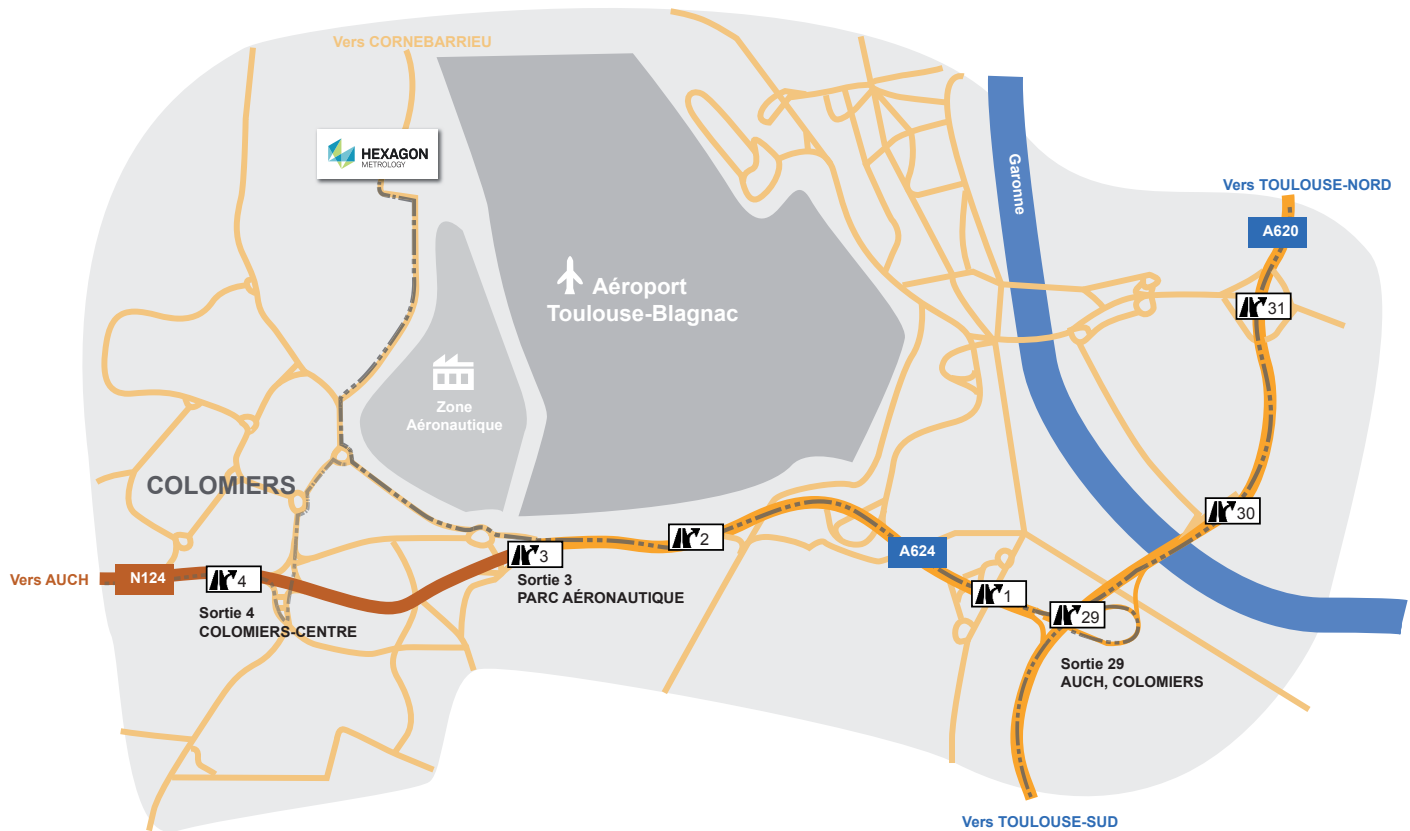 Vers CORNEBARRIEU
HEXAGON
METROLOGY
Garonne
Vers TOULOUSE-NORD
A620
Aéroport
Toulouse-Blagnac
31
Zone
Aéronautique
COLOMIERS
30
2
A624
3
Vers AUCH
N124
4
Sortie 3
PARC AÉRONAUTIQUE
1
Sortie 4
COLOMIERS-CENTRE
29
Sortie 29
AUCH, COLOMIERS
Vers TOULOUSE-SUD